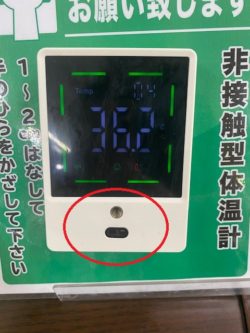 お願い致します
Temp 04
36.2
非接触型体温計
1～2㎝はなして
手のひらをかざして下さい